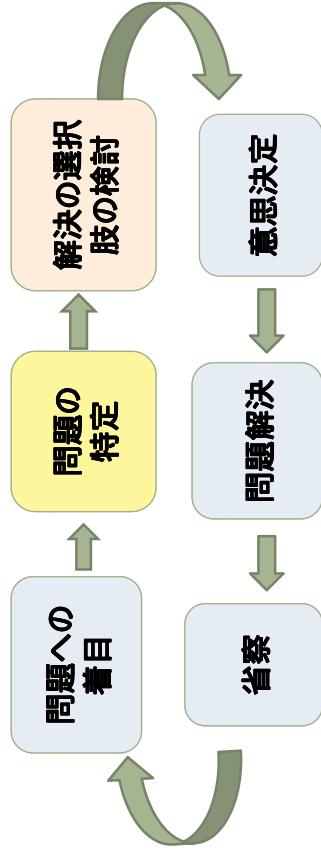 問題への
着目
問題の
特定
解決の選択
肢の検討
意思決定
問題解決
省察